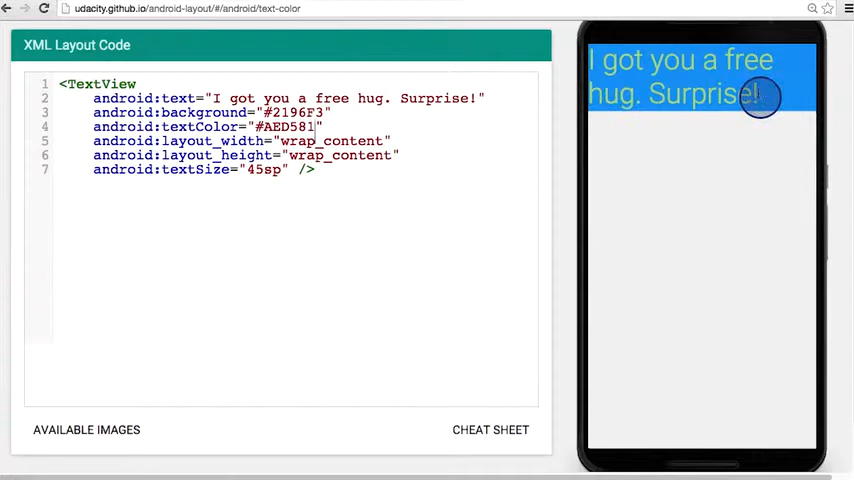 udacity.github.io/android-layout/#/android/text-color
XML Layout Code
1 <TextView
2 android:text="I got you a free hug. Surprise!"
3 android:background="#2196F3"
4 android:textColor="#AED581"
5 android:layout_width="wrap_content"
6 android:layout_height="wrap_content"
7 android:textSize="45sp" />
AVAILABLE IMAGES
CHEAT SHEET
I got you a free
hug. Surprise!